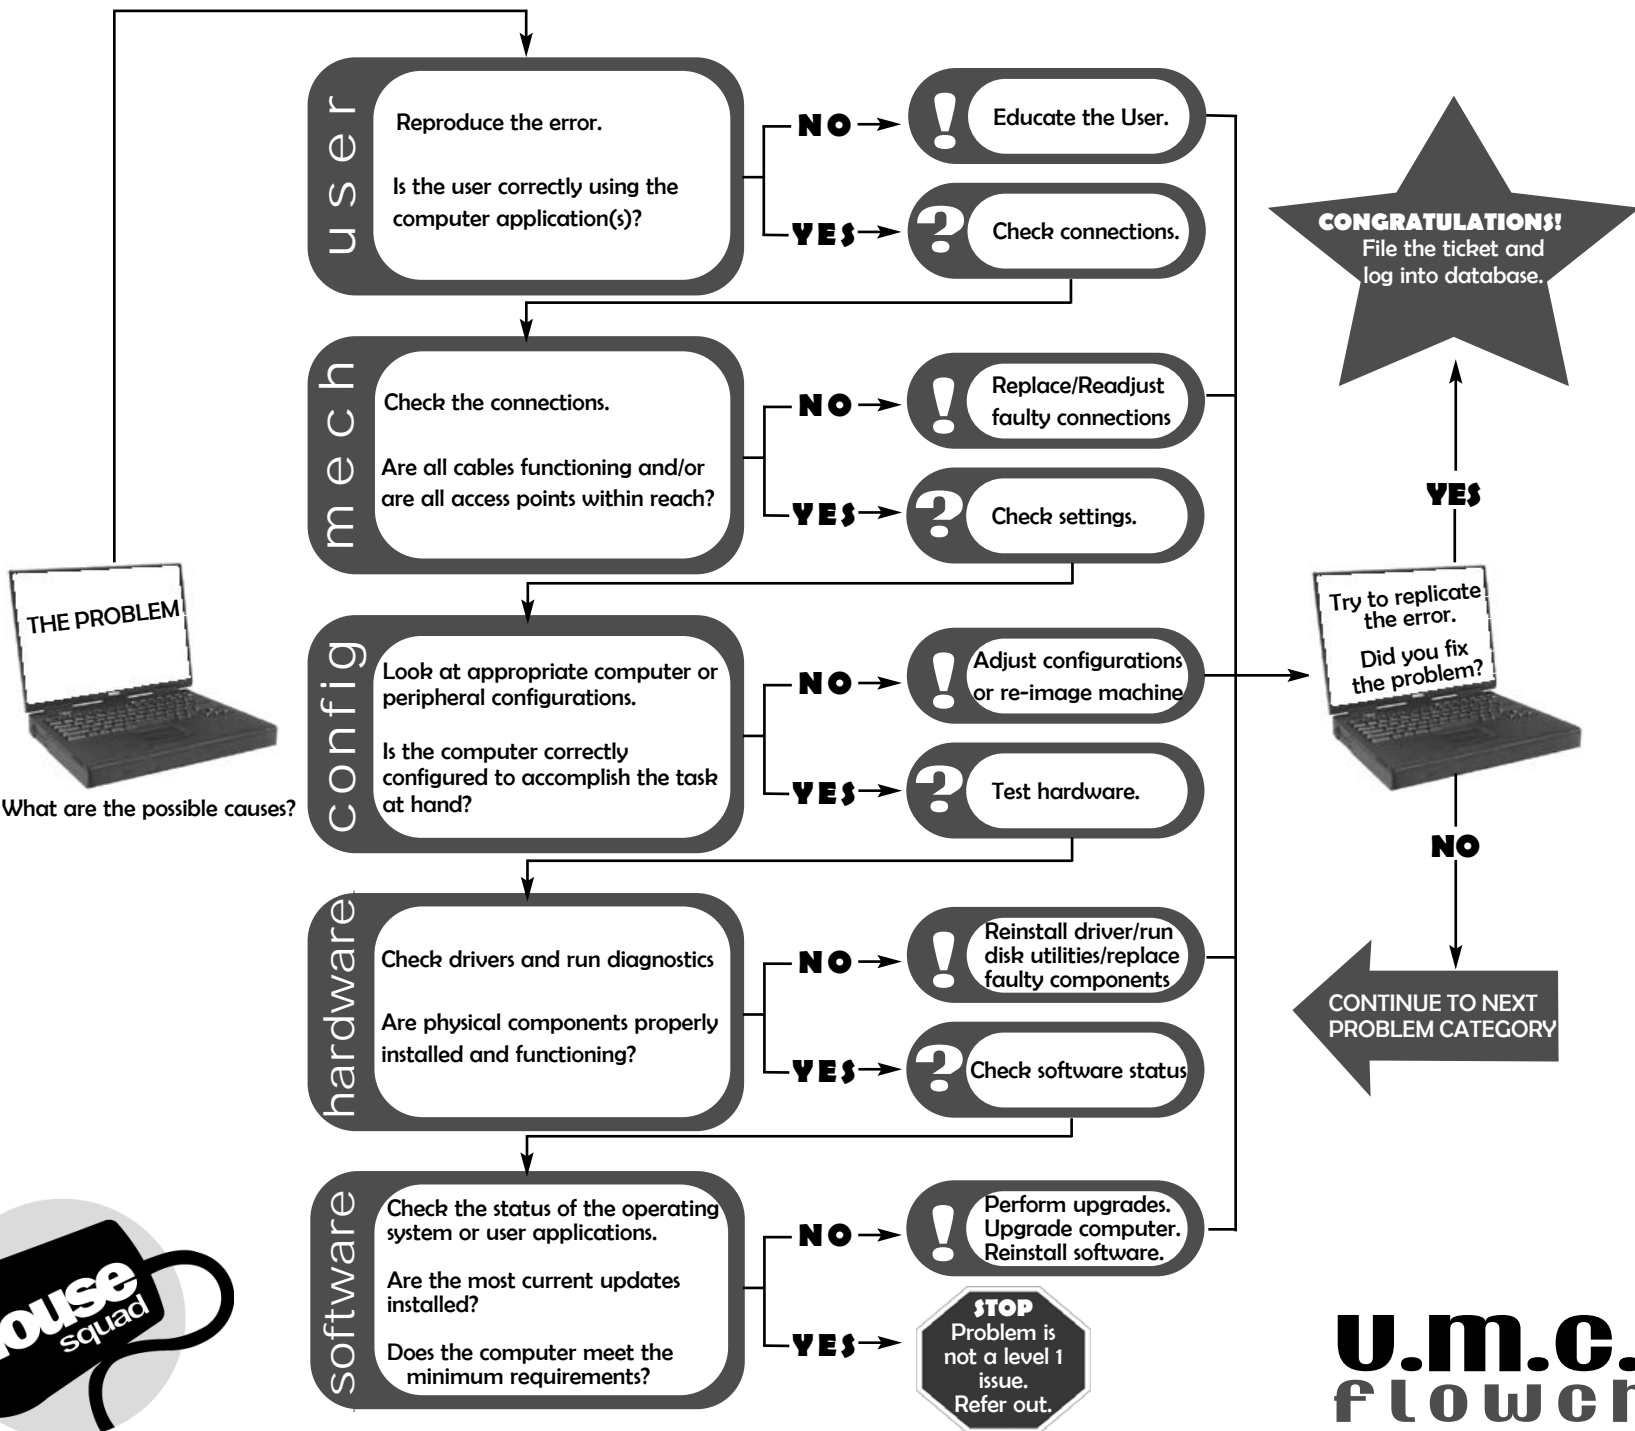 THE PROBLEM
What are the possible causes?
user
Reproduce the error.
Is the user correctly using the
computer application(s)?
NO
! Educate the User.
YES
? Check connections.
mech
Check the connections.
Are all cables functioning and/or
are all access points within reach?
NO
! Replace/Readjust
faulty connections
YES
? Check settings.
config
Look at appropriate computer or
peripheral configurations.
Is the computer correctly
configured to accomplish the task
at hand?
NO
! Adjust configurations
or re-image machine
YES
? Test hardware.
hardware
Check drivers and run diagnostics
Are physical components properly
installed and functioning?
NO
! Reinstall driver/run
disk utilities/replace
faulty components
YES
? Check software status
software
Check the status of the operating
system or user applications.
Are the most current updates
installed?
Does the computer meet the
minimum requirements?
NO
! Perform upgrades.
Upgrade computer.
Reinstall software.
YES
STOP
Problem is
not a level 1
issue.
Refer out.
Try to replicate
the error.
Did you fix
the problem?
YES
CONGRATULATIONS!
File the ticket and
log into database.
NO
CONTINUE TO NEXT
PROBLEM CATEGORY
ouse
squad
u.m.c.
flowch